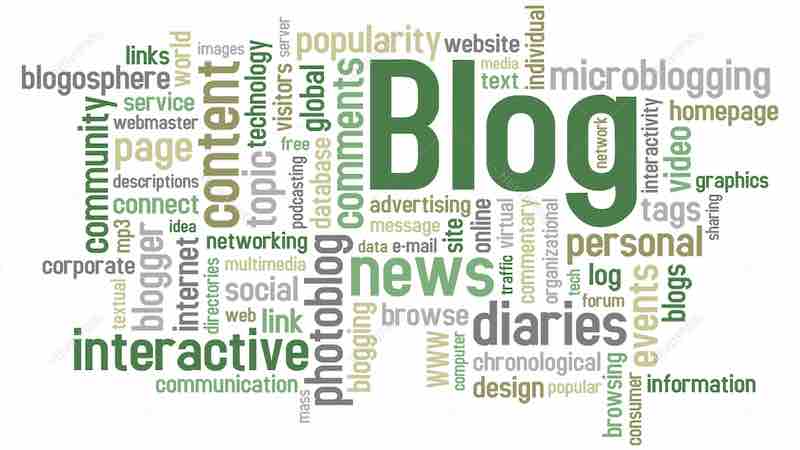 links
world
images
server
popularity
website
individual
media
text
microblogging
blogosphere
service
webmaster
page
content
technology
visitors
global
comments
Blog
network
homepage
interactivity
video
graphics
community
descriptions
connect
topic
free
podcasting
database
advertising
message
data
e-mail
site
online
virtual
commentary
organizational
tags
sharing
personal
mp3
idea
networking
corporate
blogger
internet
directories
multimedia
social
web
link
photoblog
news
traffic
tech
log
forum
events
blogs
textual
interactive
communication
mass
blogging
browse
www
computer
diaries
chronological
design
popular
browsing
consumer
information